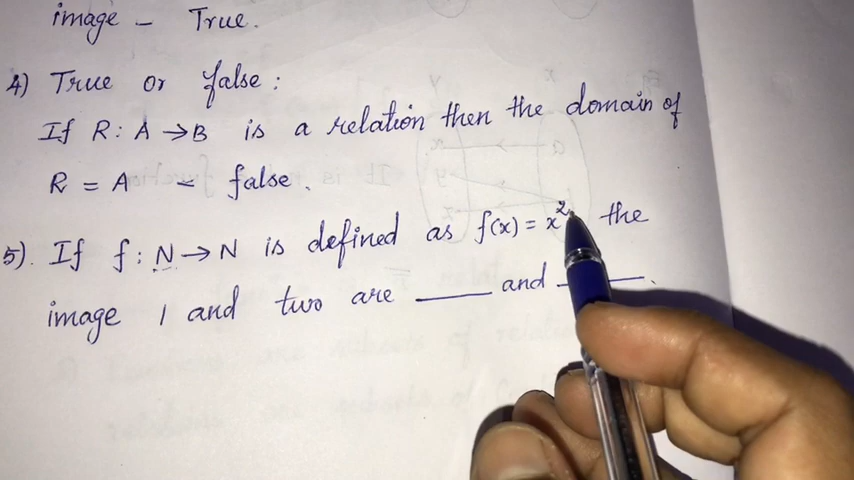 image - True.
4) True or false:
If R: A → B is a relation then the domain of
R = A - false.
5). If f: N → N is defined as f(x) = x² the
image 1 and two are ____ and ____.